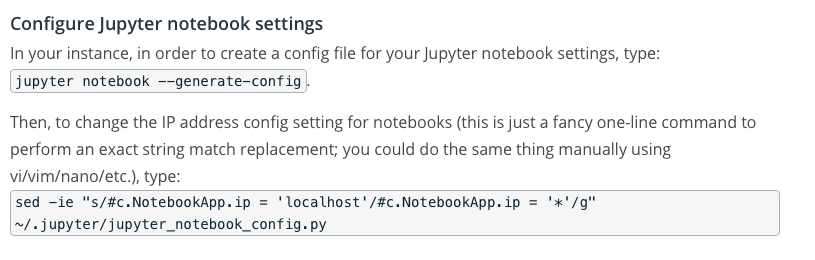 Configure Jupyter notebook settings
In your instance, in order to create a config file for your Jupyter notebook settings, type:
jupyter notebook --generate-config.
Then, to change the IP address config setting for notebooks (this is just a fancy one-line command to
perform an exact string match replacement; you could do the same thing manually using
vi/vim/nano/etc.), type:
sed -ie "s/#c.NotebookApp.ip = 'localhost'/#c.NotebookApp.ip = '*'/g"
~/.jupyter/jupyter_notebook_config.py